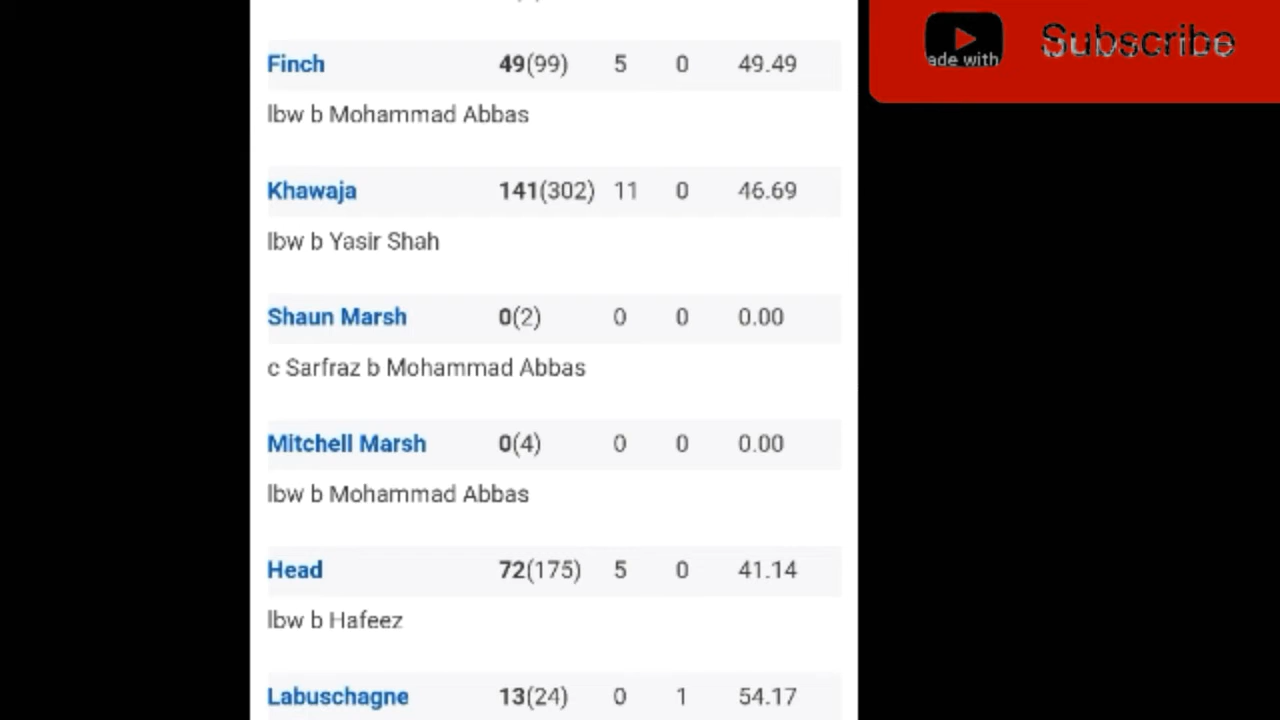 Subscribe
ade with
Finch 49(99) 5 0 49.49
lbw b Mohammad Abbas
Khawaja 141(302) 11 0 46.69
lbw b Yasir Shah
Shaun Marsh 0(2) 0 0 0.00
c Sarfraz b Mohammad Abbas
Mitchell Marsh 0(4) 0 0 0.00
lbw b Mohammad Abbas
Head 72(175) 5 0 41.14
lbw b Hafeez
Labuschagne 13(24) 0 1 54.17